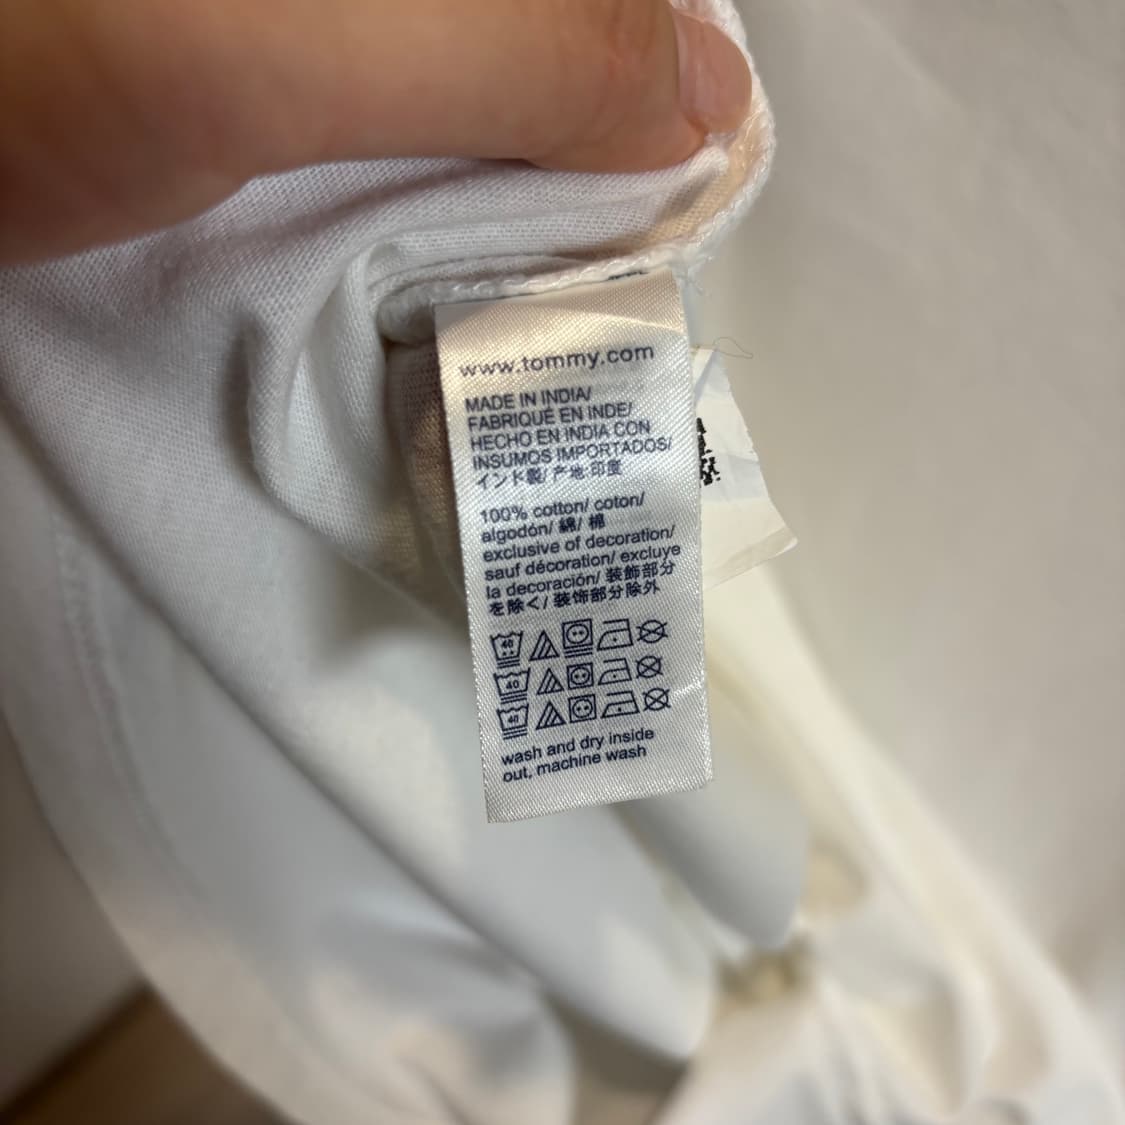 www.tommy.com
MADE IN INDIA/
FABRIQUÉ EN INDE/
HECHO EN INDIA CON
INSUMOS IMPORTADOS/
インド製/ 产地:印度
100% cotton/ coton/
algodón/ 綿/ 棉
exclusive of decoration/
sauf décoration/ excluye
la decoración/ 装飾部分
を除く/ 装饰部分除外
40
40
40
wash and dry inside
out, machine wash